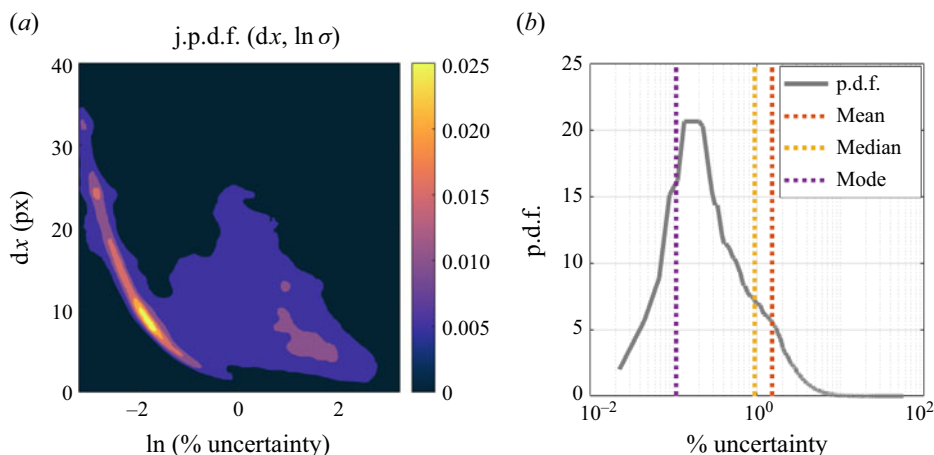 (a)
j.p.d.f. (dx, ln σ)
40
30
20
10
0
dx (px)
−2
0
2
ln (% uncertainty)
0.025
0.020
0.015
0.010
0.005
0
(b)
25
20
15
10
5
0
p.d.f.
10⁻²
10⁰
10²
% uncertainty
p.d.f.
Mean
Median
Mode